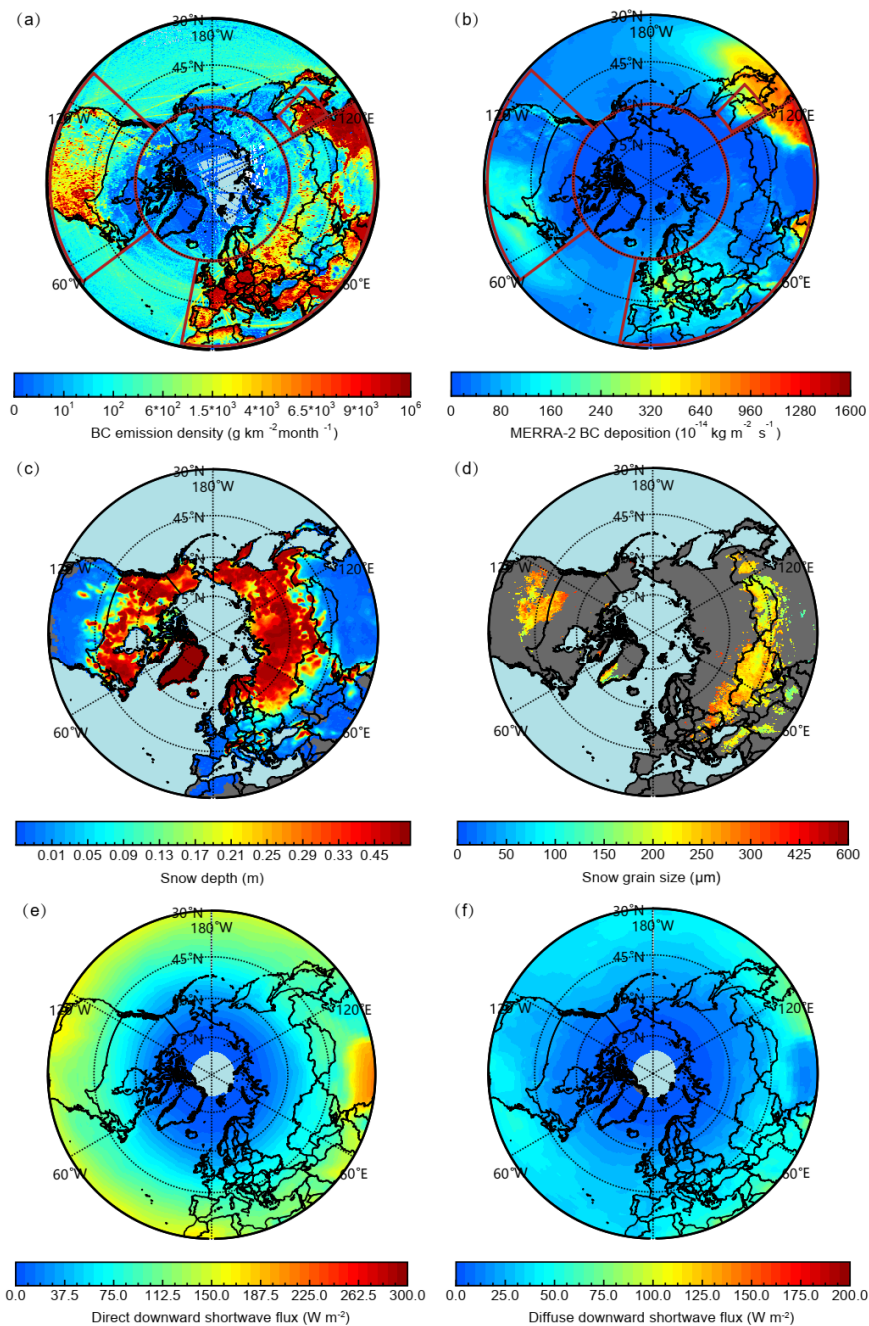 (a)
30°N
180°W
45°N
120°W
120°E
60°W
60°E
0 10¹ 10² 6*10² 1.5*10³ 4*10³ 6.5*10³ 9*10³ 10⁶
BC emission density (g km ⁻²month ⁻¹)
(b)
30°N
180°W
45°N
120°W
120°E
60°W
60°E
0 80 160 240 320 640 960 1280 1600
MERRA-2 BC deposition (10⁻¹⁴ kg m⁻² s⁻¹)
(c)
30°N
180°W
45°N
120°W
120°E
60°W
60°E
0.01 0.05 0.09 0.13 0.17 0.21 0.25 0.29 0.33 0.45
Snow depth (m)
(d)
30°N
180°W
45°N
120°W
120°E
60°W
60°E
0 50 100 150 200 250 300 425 600
Snow grain size (μm)
(e)
30°N
180°W
45°N
120°W
120°E
60°W
60°E
0.0 37.5 75.0 112.5 150.0 187.5 225.0 262.5 300.0
Direct downward shortwave flux (W m⁻²)
(f)
30°N
180°W
45°N
120°W
120°E
60°W
60°E
0.0 25.0 50.0 75.0 100.0 125.0 150.0 175.0 200.0
Diffuse downward shortwave flux (W m⁻²)